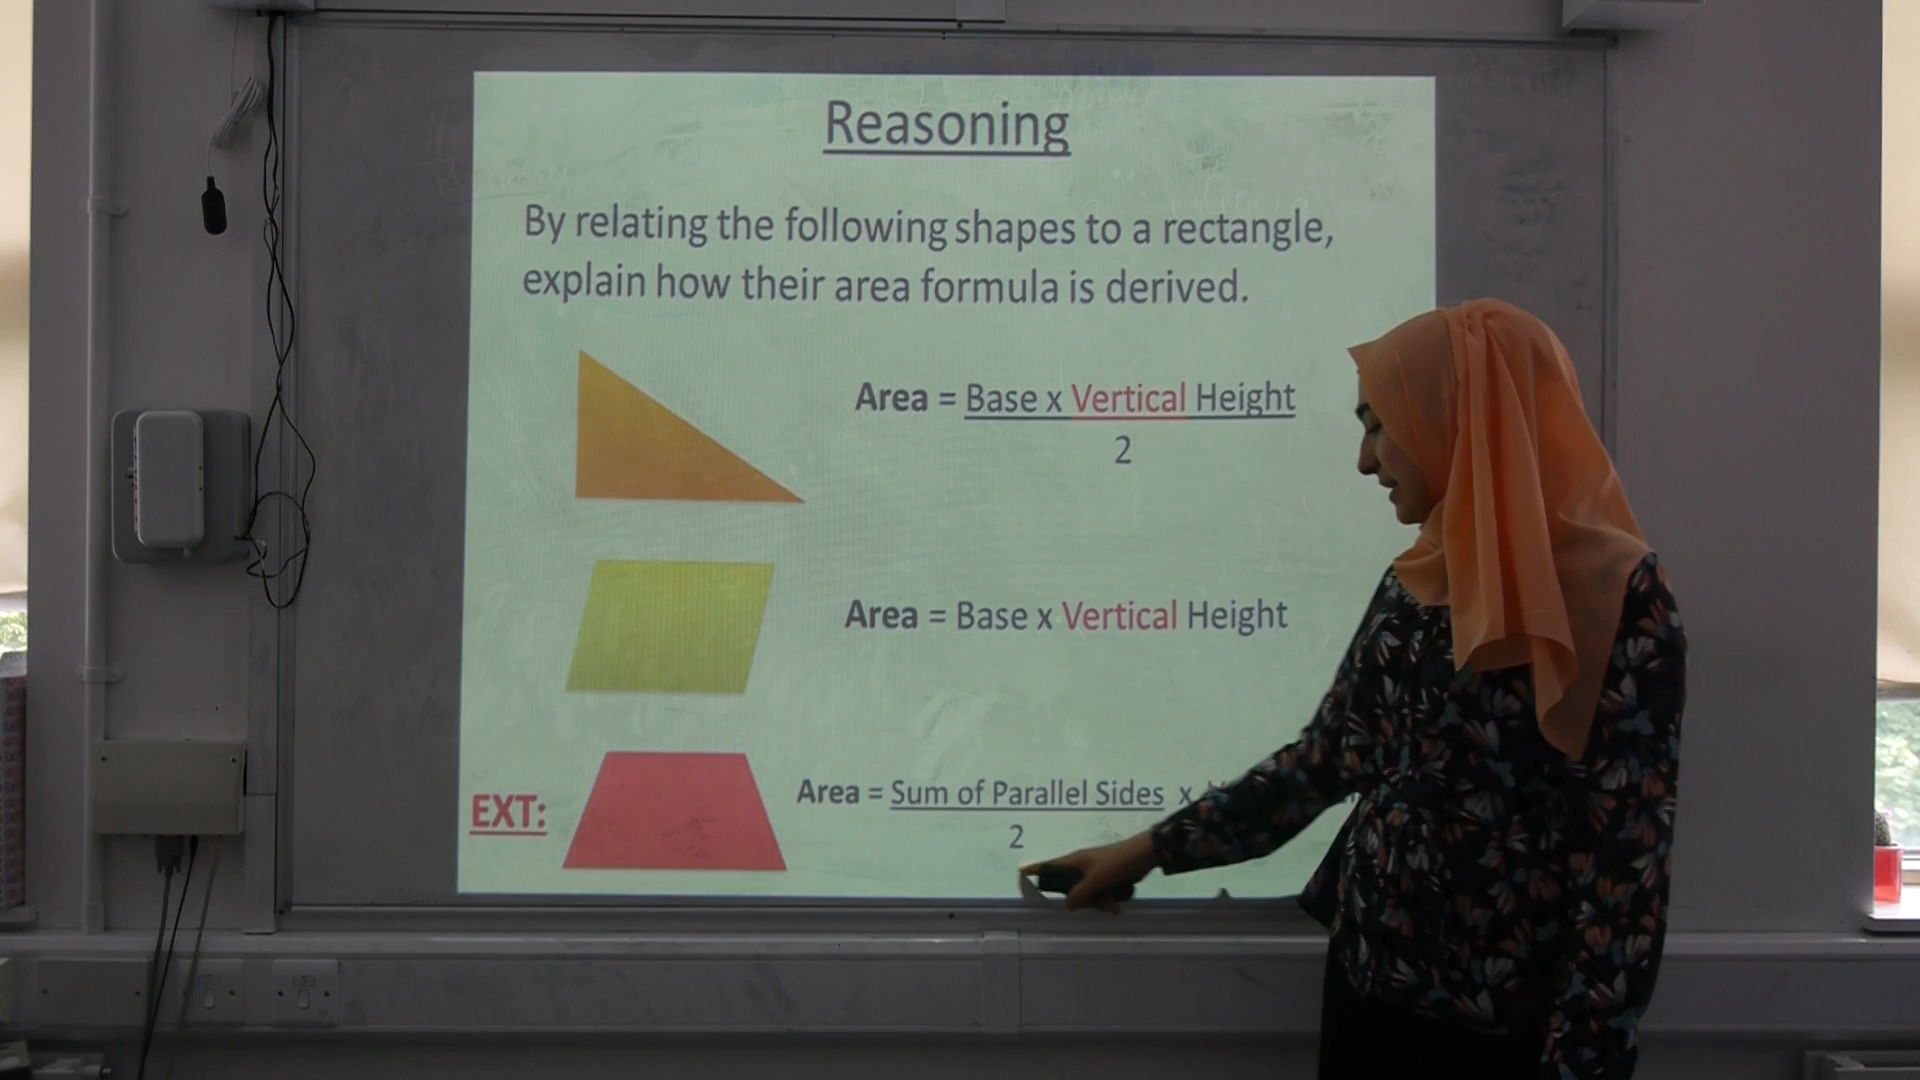 Reasoning
By relating the following shapes to a rectangle,
explain how their area formula is derived.
Area = Base x Vertical Height
2
Area = Base x Vertical Height
EXT:
Area = Sum of Parallel Sides x
2